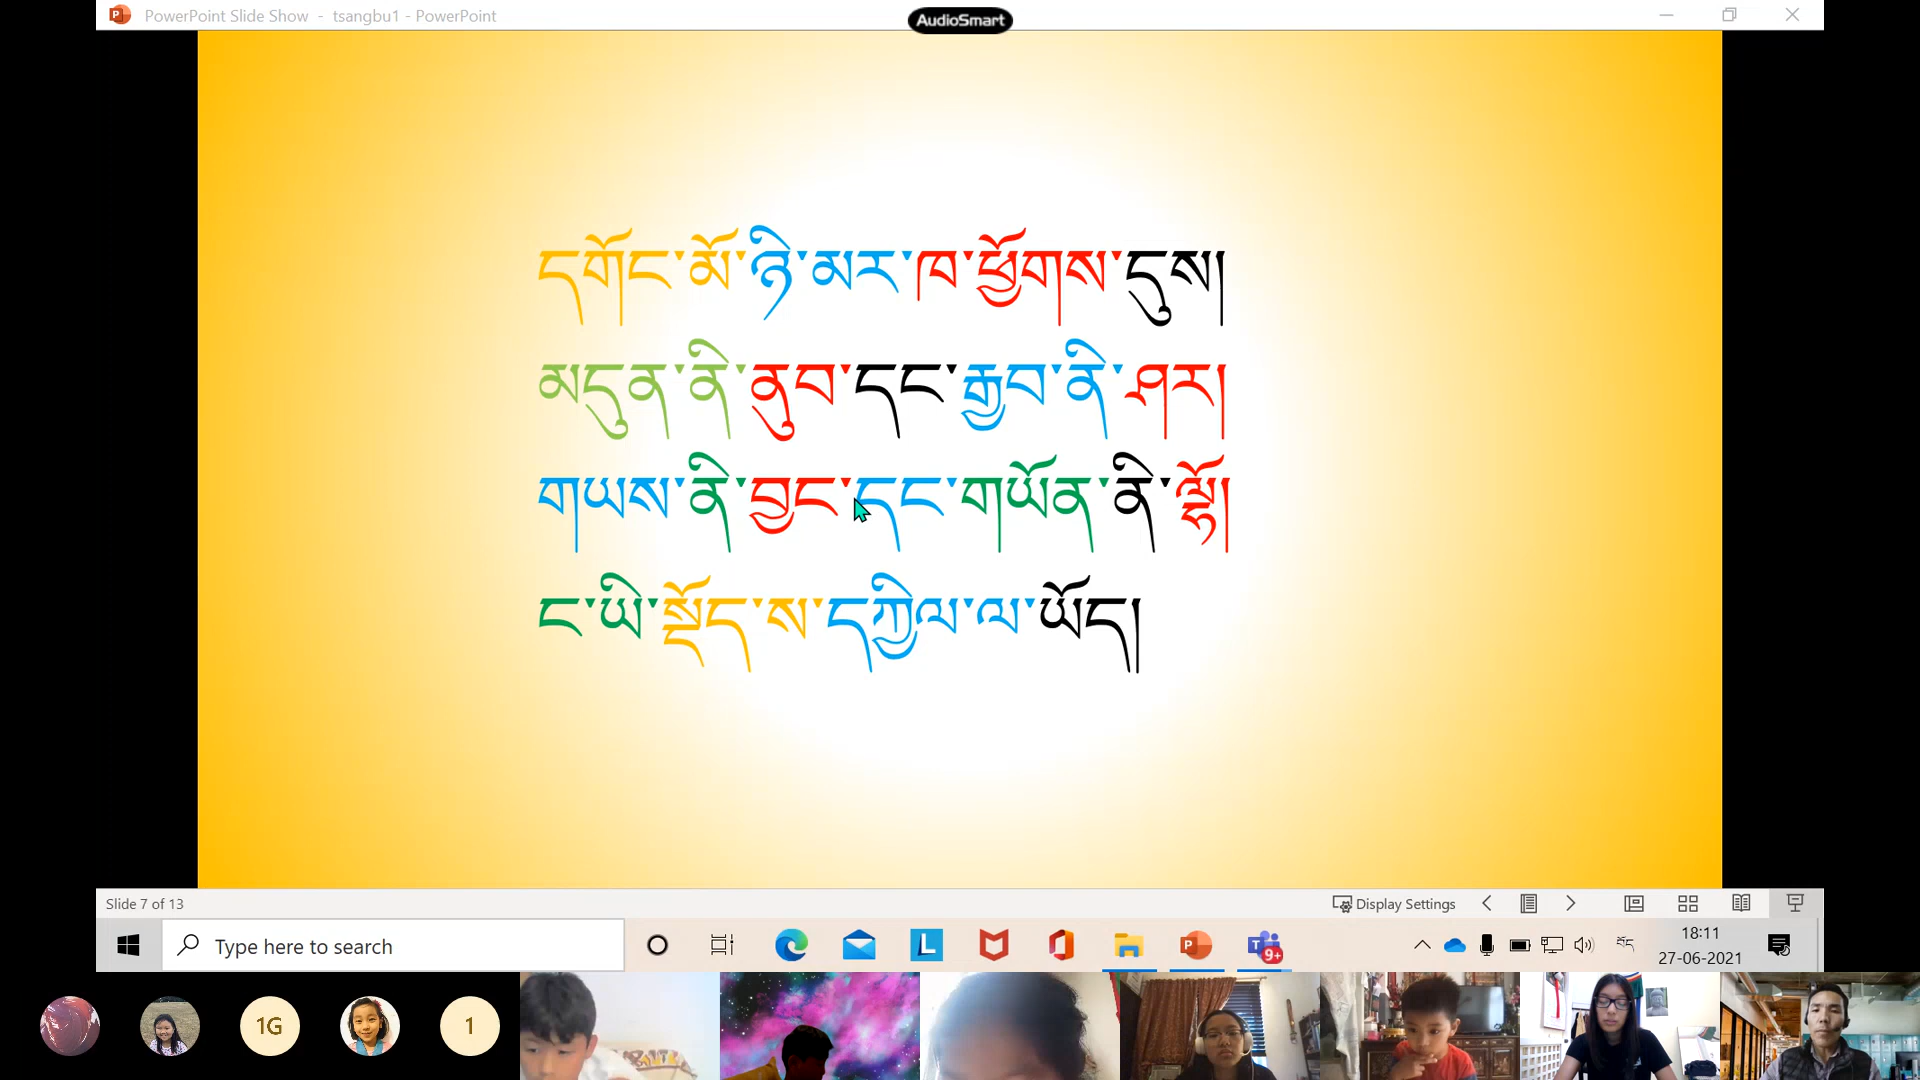 PowerPoint Slide Show - tsangbu1 - PowerPoint
AudioSmart
དགོང་མོ་ཉི་མར་ཁ་ཕྱོགས་དུས།
མདུན་ནི་ནུབ་དང་རྒྱབ་ནི་ཤར།
གཡས་ནི་བྱང་དང་གཡོན་ནི་ལྷོ།
ང་ཡི་སྡོད་ས་དཀྱིལ་ལ་ཡོད།
Slide 7 of 13
Display Settings
Type here to search
L
9+
བོད
18:11
27-06-2021
1G
1